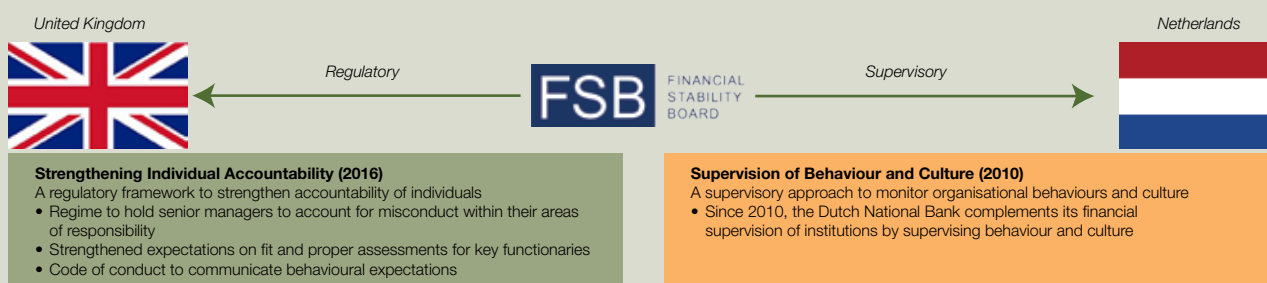 United Kingdom
Netherlands
Regulatory
FSB
FINANCIAL
STABILITY
BOARD
Supervisory
Strengthening Individual Accountability (2016)
A regulatory framework to strengthen accountability of individuals
• Regime to hold senior managers to account for misconduct within their areas
of responsibility
• Strengthened expectations on fit and proper assessments for key functionaries
• Code of conduct to communicate behavioural expectations
Supervision of Behaviour and Culture (2010)
A supervisory approach to monitor organisational behaviours and culture
• Since 2010, the Dutch National Bank complements its financial
supervision of institutions by supervising behaviour and culture